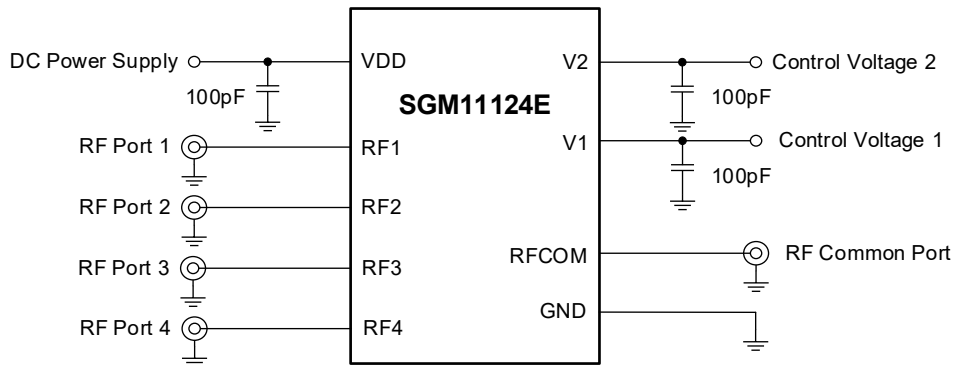 DC Power Supply
100pF
RF Port 1
RF Port 2
RF Port 3
RF Port 4
VDD
RF1
RF2
RF3
RF4
SGM11124E
V2
V1
RFCOM
GND
Control Voltage 2
100pF
Control Voltage 1
100pF
RF Common Port